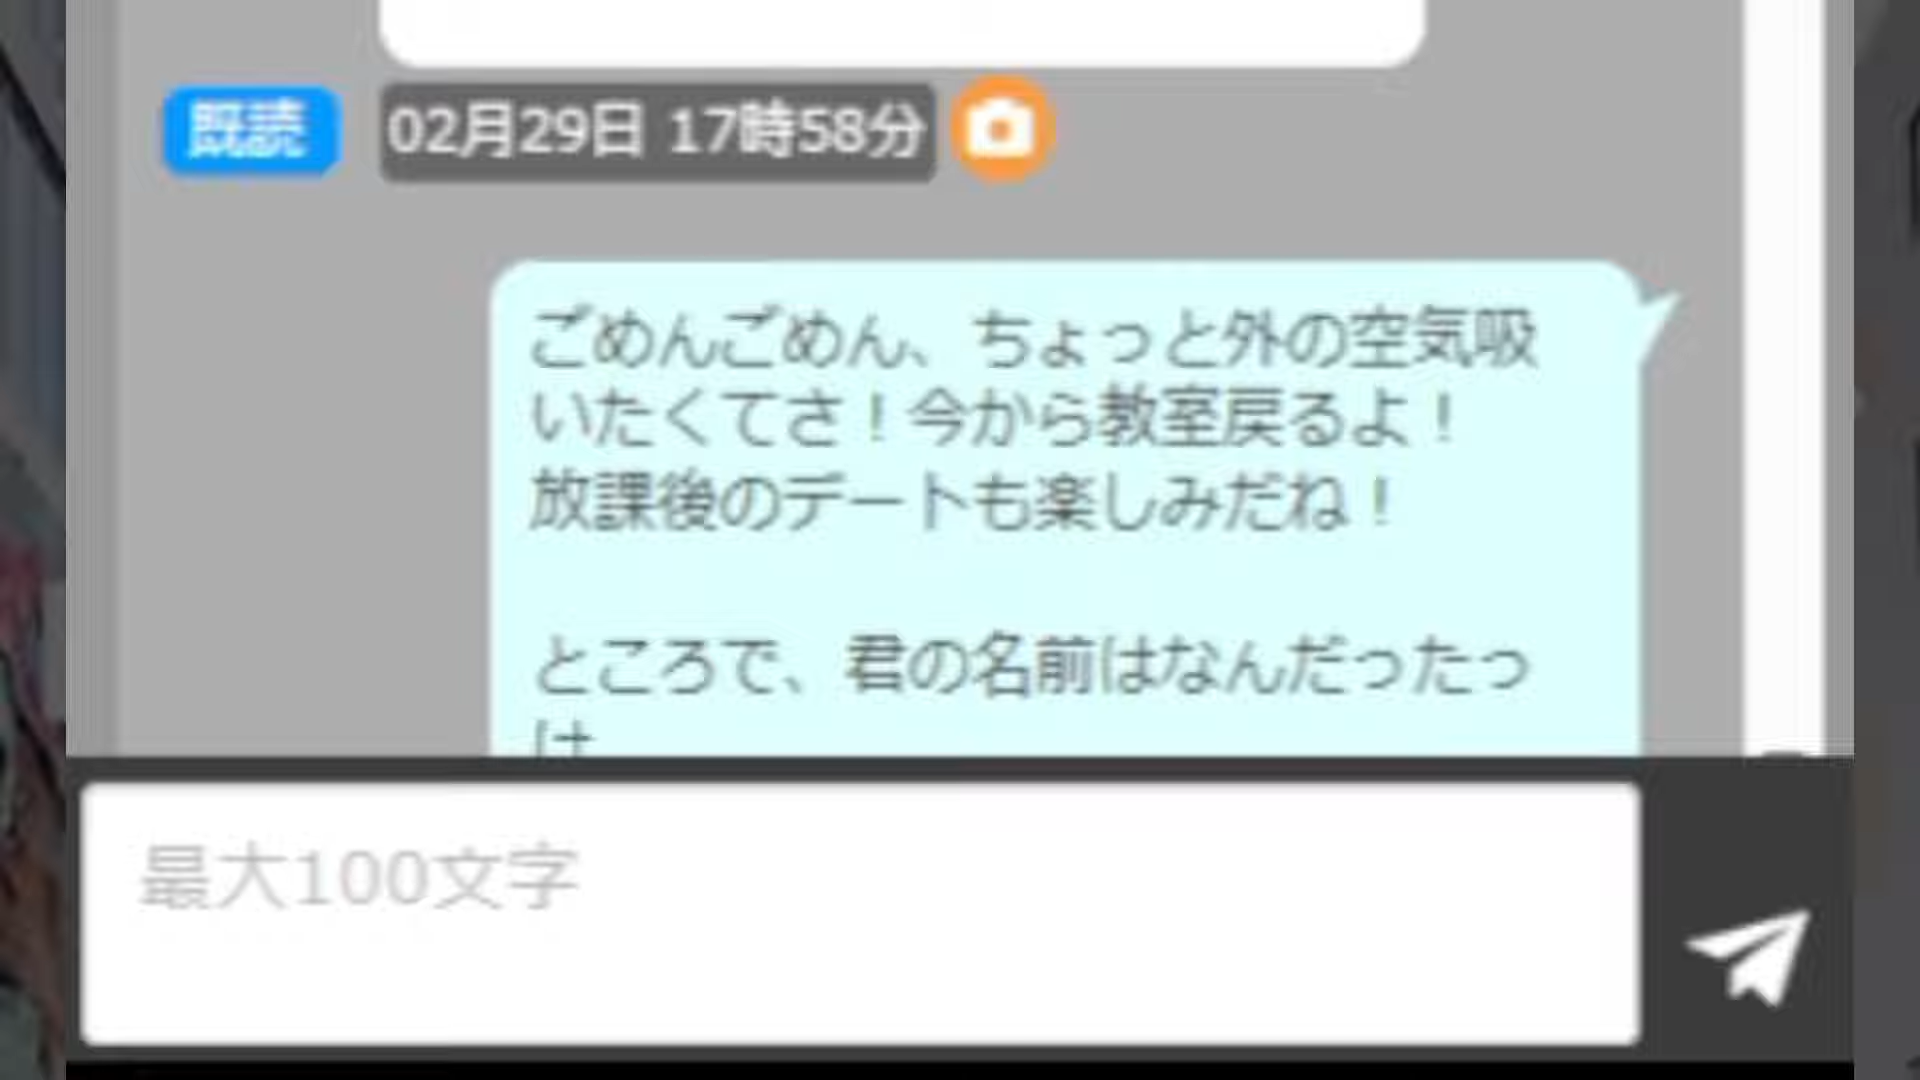 既読 02月29日 17時58分
ごめんごめん、ちょっと外の空気吸
いたくてさ！今から教室戻るよ！
放課後のデートも楽しみだね！
ところで、君の名前はなんだったっ
け
最大100文字